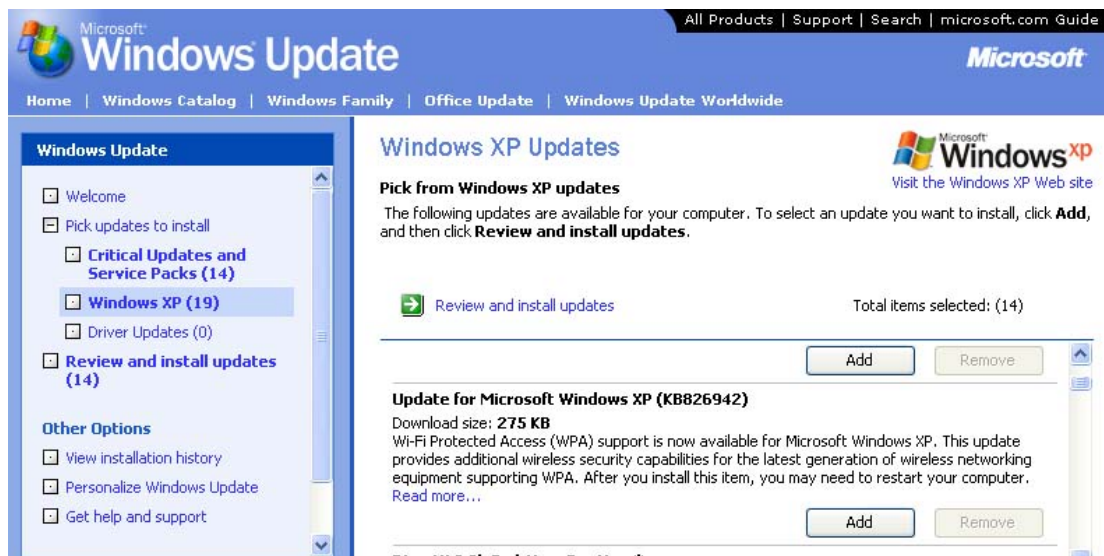 All Products | Support | Search | microsoft.com Guide
Microsoft
Windows Update
Microsoft
Home | Windows Catalog | Windows Family | Office Update | Windows Update Worldwide
Windows Update
Welcome
Pick updates to install
Critical Updates and
Service Packs (14)
Windows XP (19)
Driver Updates (0)
Review and install updates
(14)
Other Options
View installation history
Personalize Windows Update
Get help and support
Windows XP Updates
Microsoft
Windows xp
Visit the Windows XP Web site
Pick from Windows XP updates
The following updates are available for your computer. To select an update you want to install, click Add,
and then click Review and install updates.
Review and install updates
Total items selected: (14)
Add Remove
Update for Microsoft Windows XP (KB826942)
Download size: 275 KB
Wi-Fi Protected Access (WPA) support is now available for Microsoft Windows XP. This update
provides additional wireless security capabilities for the latest generation of wireless networking
equipment supporting WPA. After you install this item, you may need to restart your computer.
Read more...
Add Remove